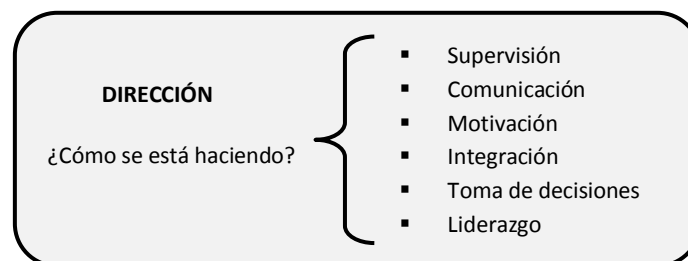 DIRECCIÓN
¿Cómo se está haciendo?
▪ Supervisión
▪ Comunicación
▪ Motivación
▪ Integración
▪ Toma de decisiones
▪ Liderazgo